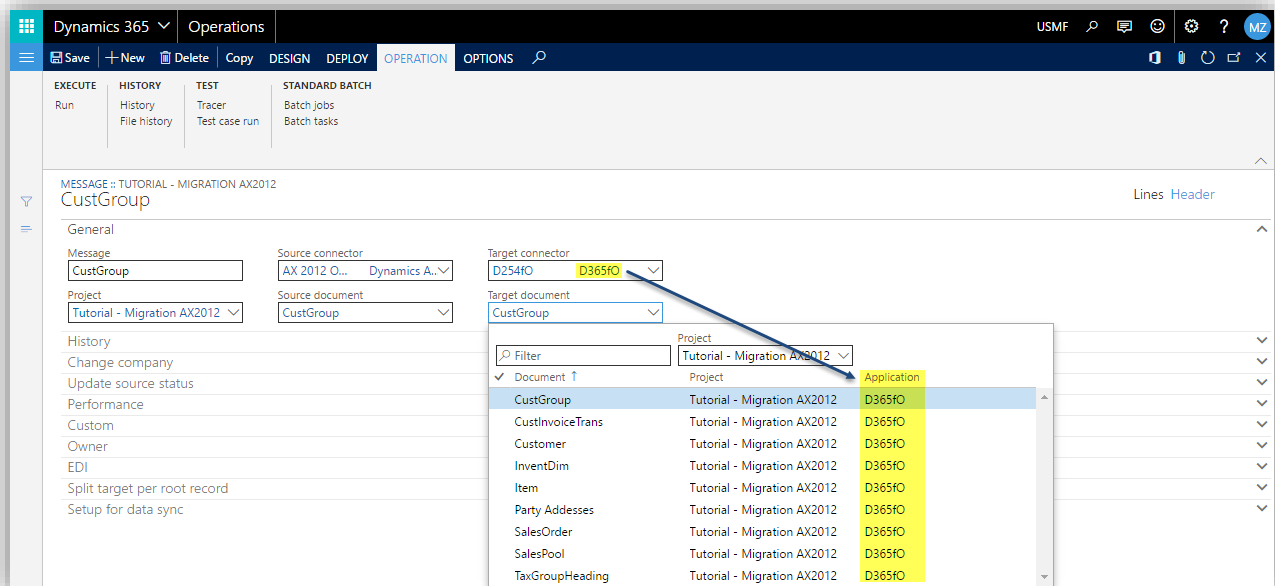 Dynamics 365 Operations USMF ? MZ
Save New Delete Copy DESIGN DEPLOY OPERATION OPTIONS
EXECUTE HISTORY TEST STANDARD BATCH
Run History Tracer Batch jobs
File history Test case run Batch tasks
MESSAGE :: TUTORIAL - MIGRATION AX2012
CustGroup Lines Header
General
Message Source connector Target connector
CustGroup AX 2012 O... Dynamics A.. D254fO D365fO
Project Source document Target document
Tutorial - Migration AX2012 CustGroup CustGroup
History
Change company
Update source status
Performance
Custom
Owner
EDI
Split target per root record
Setup for data sync
Project
Filter Tutorial - Migration AX2012
Document Project Application
CustGroup Tutorial - Migration AX2012 D365fO
CustInvoiceTrans Tutorial - Migration AX2012 D365fO
Customer Tutorial - Migration AX2012 D365fO
InventDim Tutorial - Migration AX2012 D365fO
Item Tutorial - Migration AX2012 D365fO
Party Addesses Tutorial - Migration AX2012 D365fO
SalesOrder Tutorial - Migration AX2012 D365fO
SalesPool Tutorial - Migration AX2012 D365fO
TaxGroupHeading Tutorial - Migration AX2012 D365fO